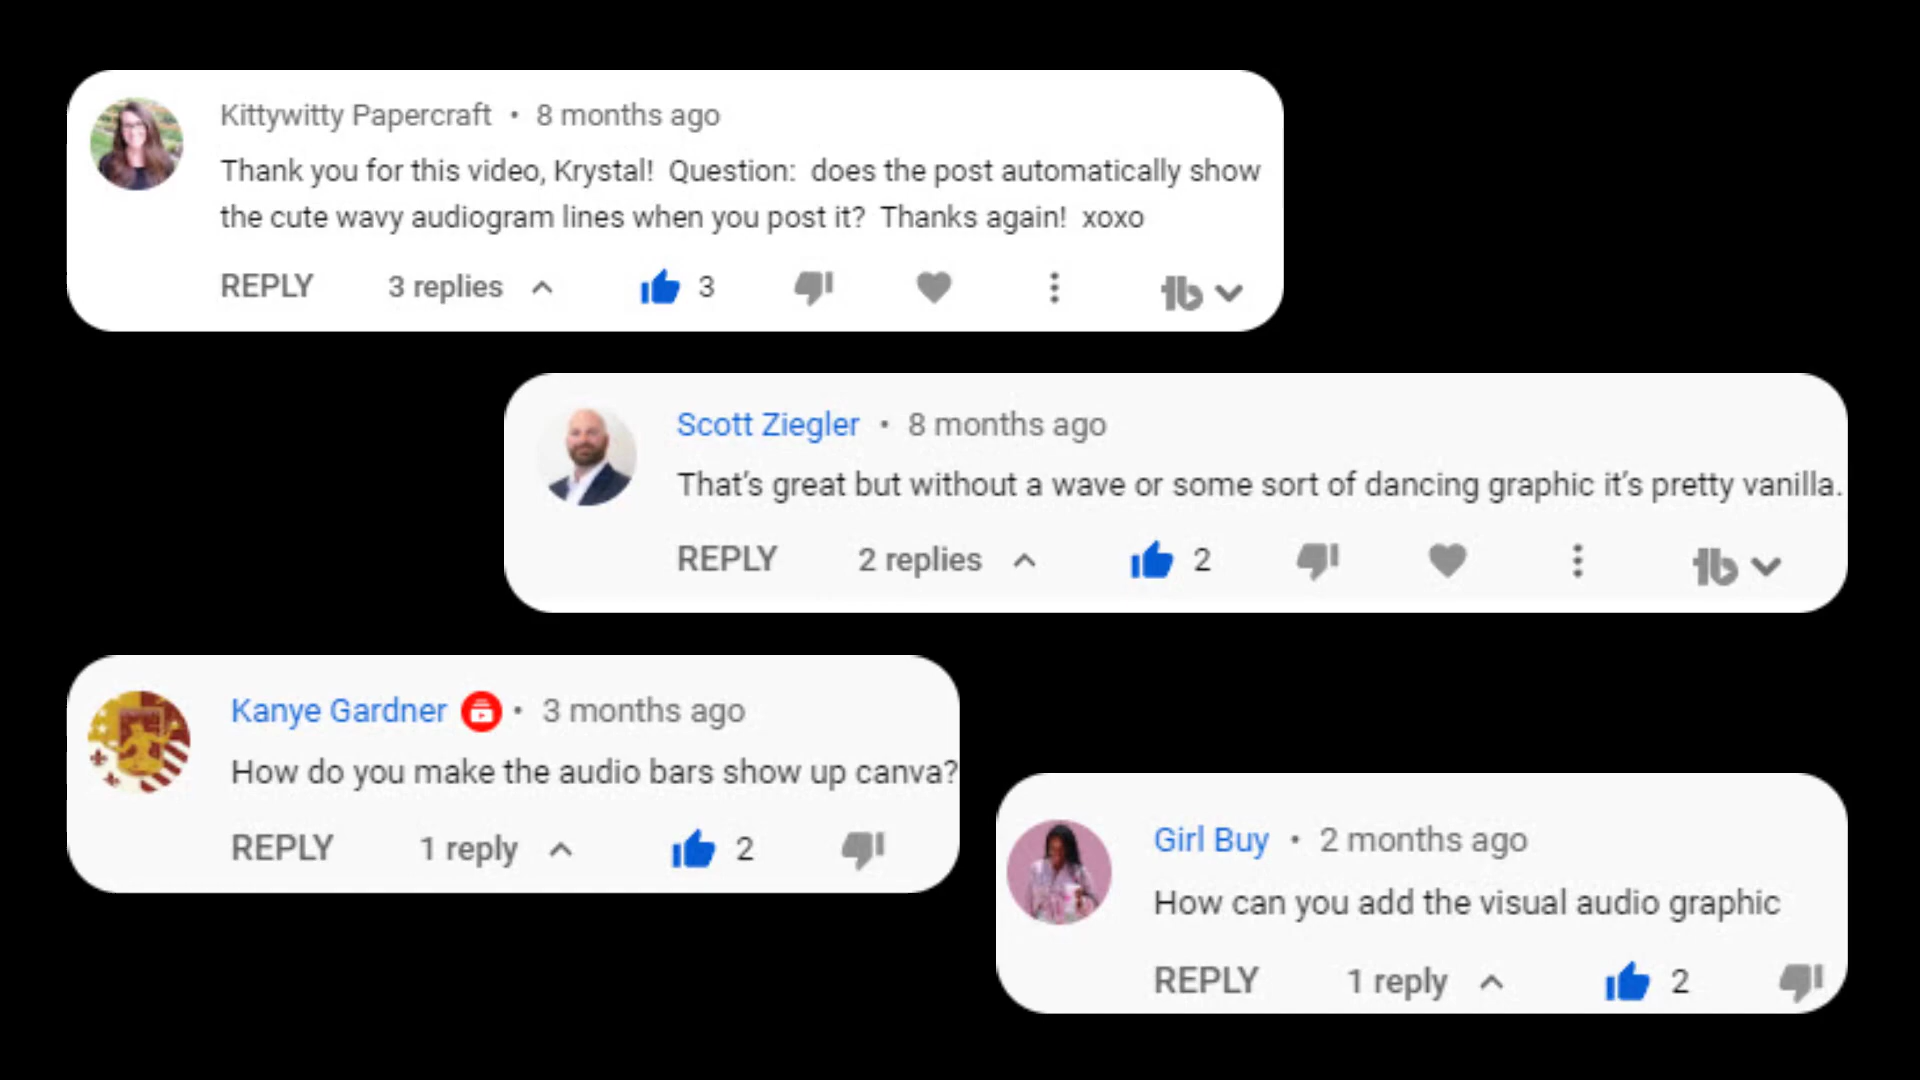 Kittywitty Papercraft • 8 months ago
Thank you for this video, Krystal! Question: does the post automatically show
the cute wavy audiogram lines when you post it? Thanks again! xoxo
REPLY 3 replies 3
Scott Ziegler • 8 months ago
That's great but without a wave or some sort of dancing graphic it's pretty vanilla.
REPLY 2 replies 2
Kanye Gardner • 3 months ago
How do you make the audio bars show up canva?
REPLY 1 reply 2
Girl Buy • 2 months ago
How can you add the visual audio graphic
REPLY 1 reply 2